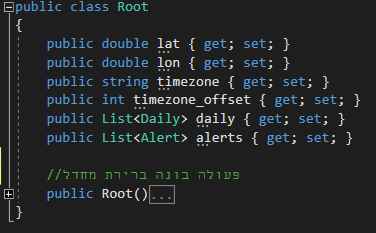 public class Root
{
public double lat { get; set; }
public double lon { get; set; }
public string timezone { get; set; }
public int timezone_offset { get; set; }
public List<Daily> daily { get; set; }
public List<Alert> alerts { get; set; }
//פעולה בונה ברירת מחדל
public Root()...
}